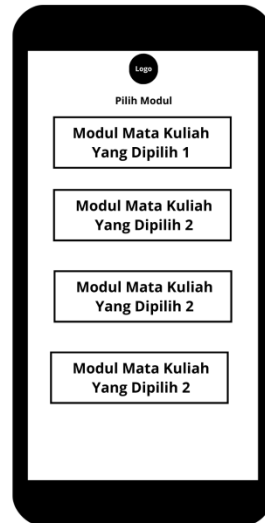 Logo
Pilih Modul
Modul Mata Kuliah
Yang Dipilih 1
Modul Mata Kuliah
Yang Dipilih 2
Modul Mata Kuliah
Yang Dipilih 2
Modul Mata Kuliah
Yang Dipilih 2